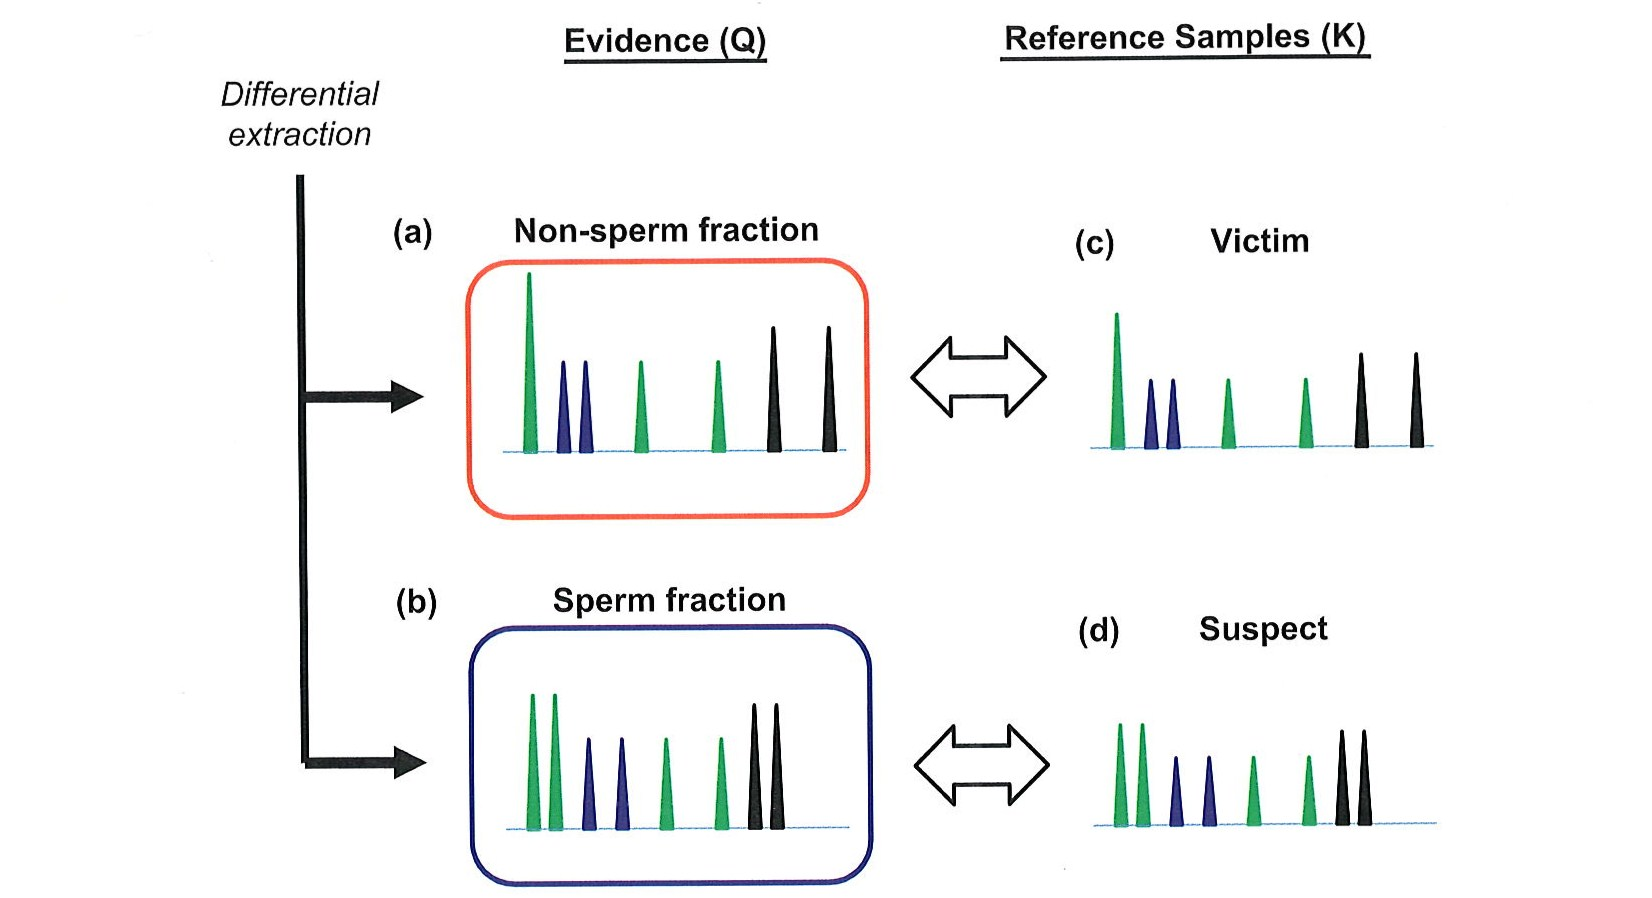 Evidence (Q)
Reference Samples (K)
Differential
extraction
(a)
Non-sperm fraction
(c)
Victim
(b)
Sperm fraction
(d)
Suspect